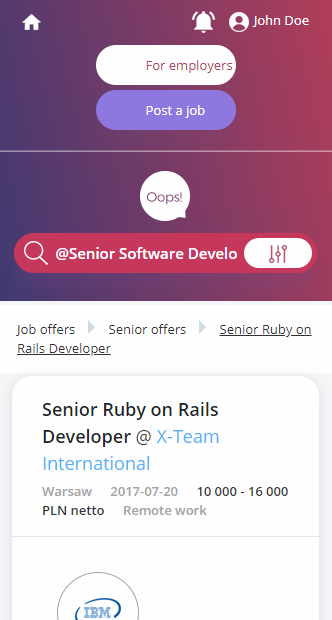 John Doe
For employers
Post a job
Oops!
@Senior Software Develo
Job offers Senior offers Senior Ruby on
Rails Developer
Senior Ruby on Rails
Developer @ X-Team
International
Warsaw 2017-07-20 10 000 - 16 000
PLN netto Remote work
IBM